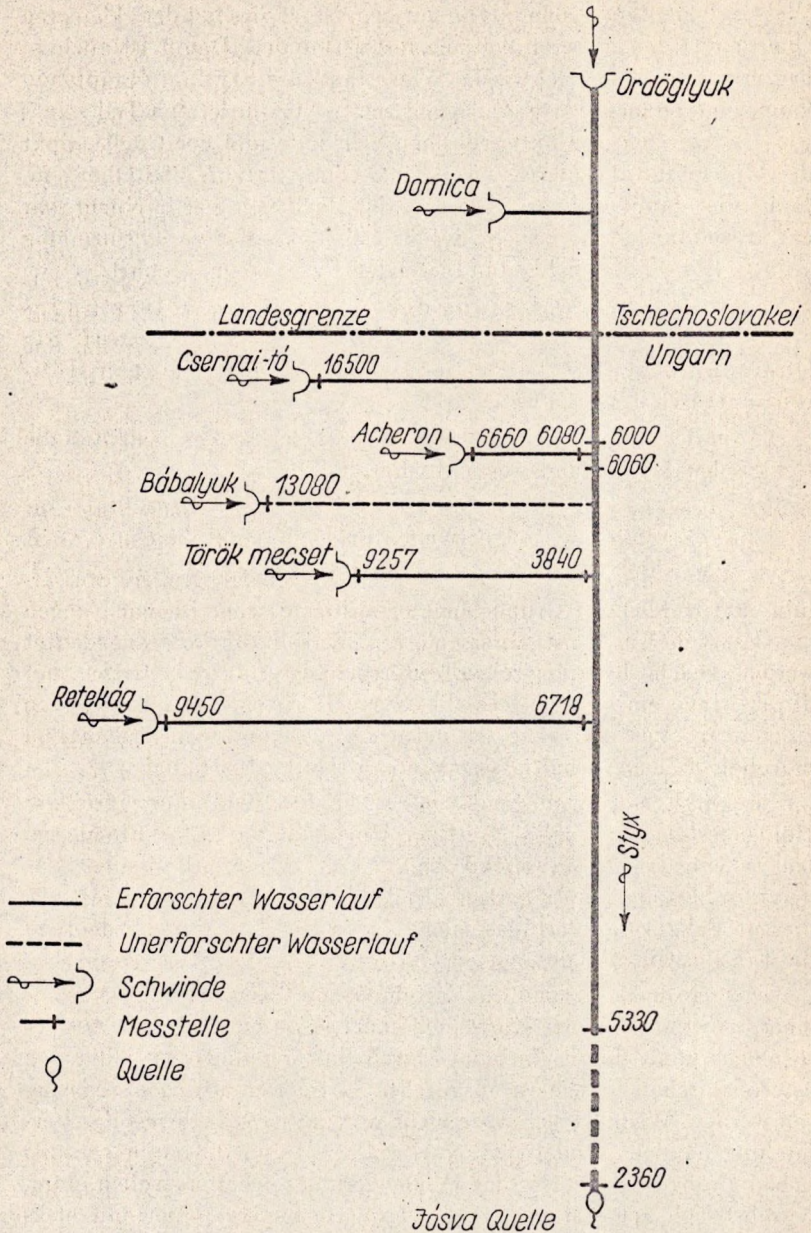 Ördöglyuk
Domica
Landesgrenze Tschechoslovakei
Ungarn
Csernai-tó 16500
Acheron 6660 6080 6000
6060
Bábalyuk 13080
Török mecset 9257 3840
Retekág 9450 6718
Styx
Erforschter Wasserlauf
Unerforschter Wasserlauf
Schwinde
Messtelle
Quelle
5330
2360
Jósva Quelle